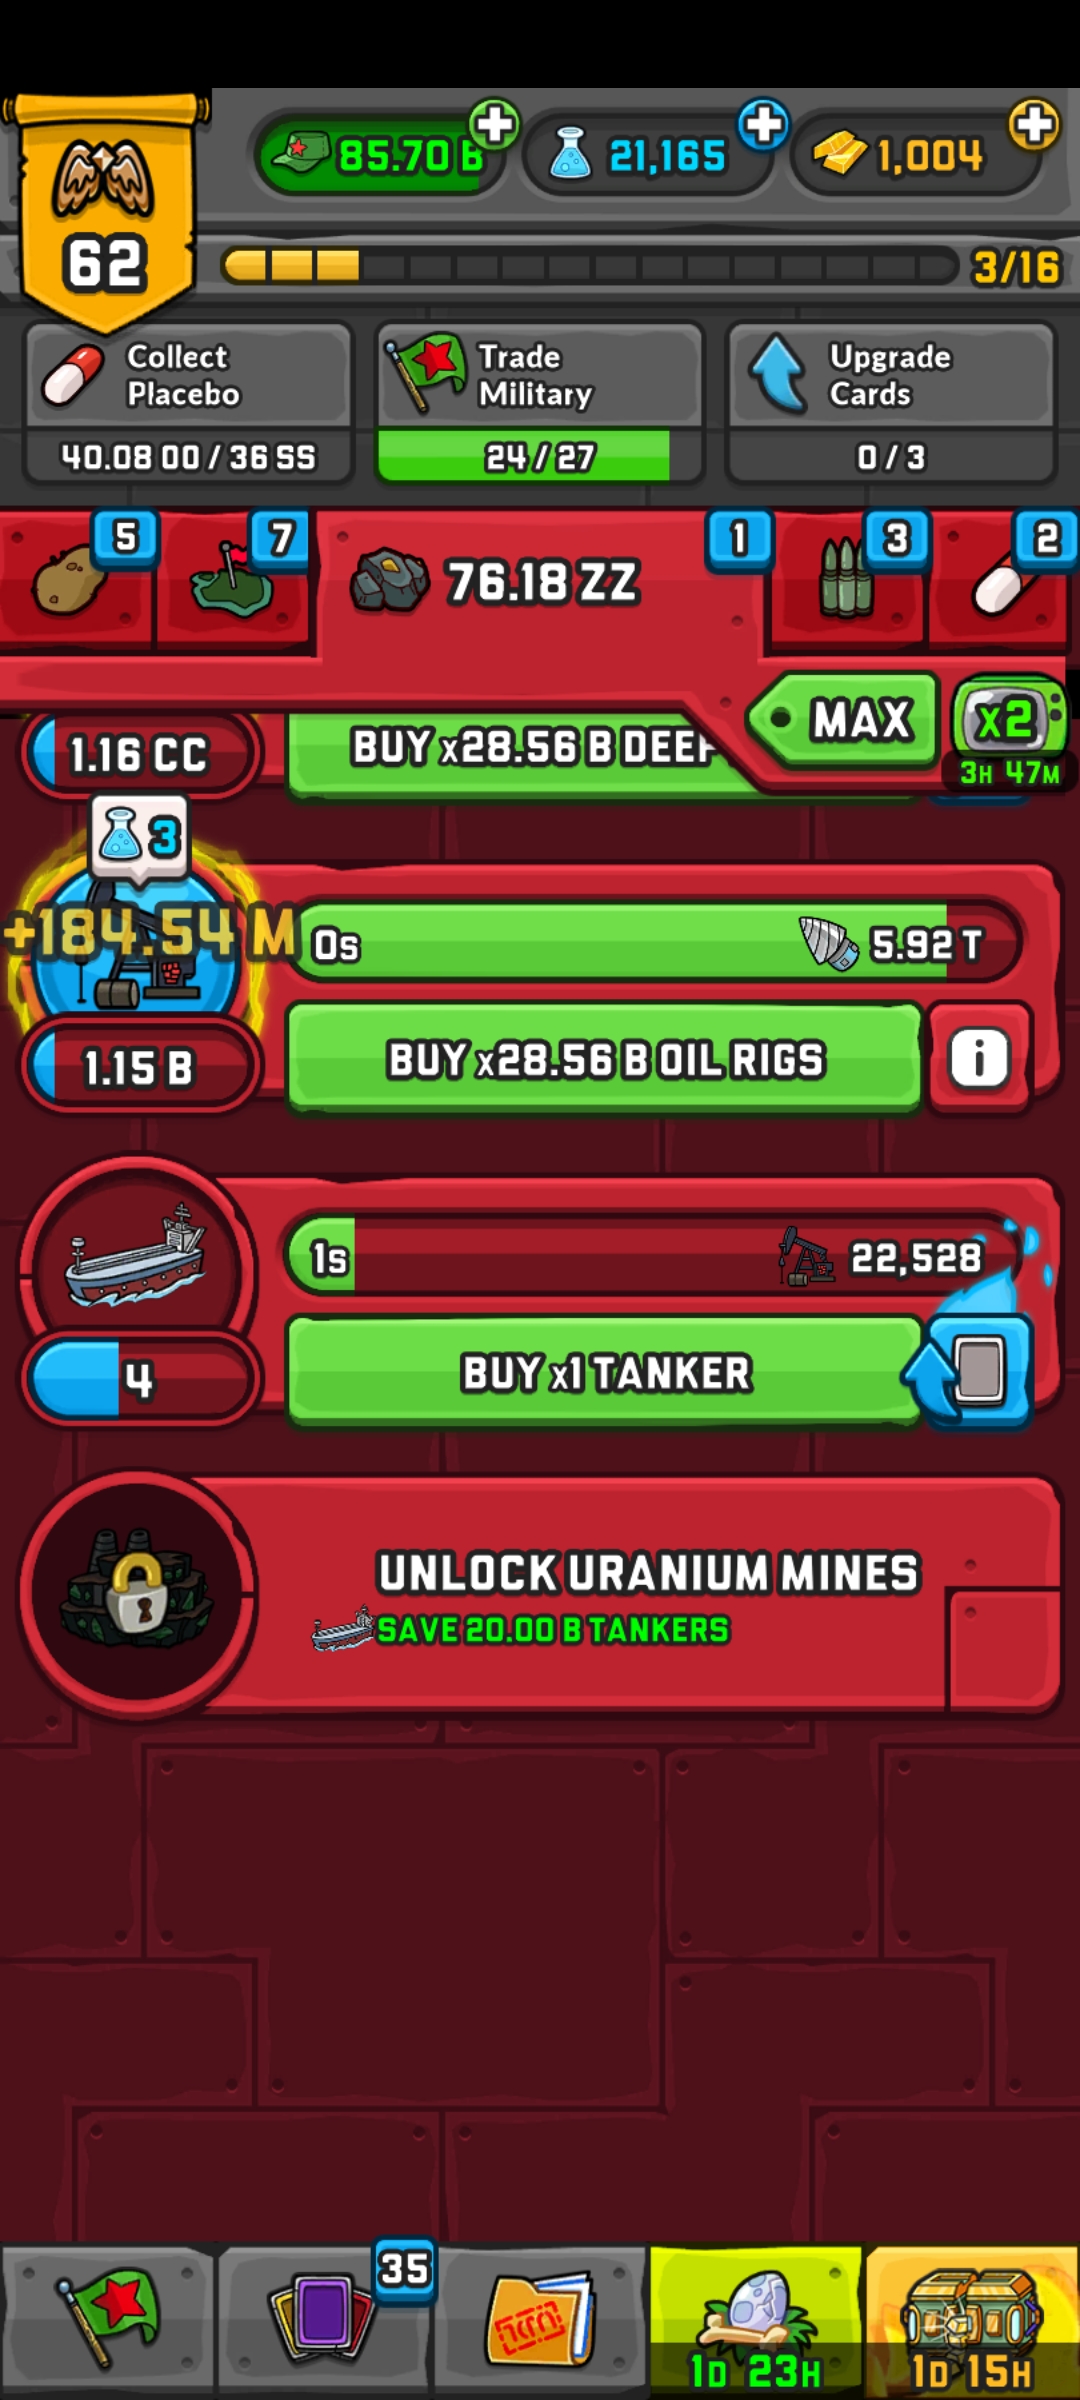 85.70 B
21,165
1,004
62
3/16
Collect
Placebo
Trade
Military
Upgrade
Cards
40.08 OO / 36 SS
24 / 27
0 / 3
5
7
76.18 ZZ
1
3
2
MAX
x2
3H 47M
1.16 CC
BUY x28.56 B DEEP
3
+184.54 M
0s
5.92 T
1.15 B
BUY x28.56 B OIL RIGS
i
1s
22,528
4
BUY x1 TANKER
UNLOCK URANIUM MINES
SAVE 20.00 B TANKERS
35
1D 23H
1D 15H